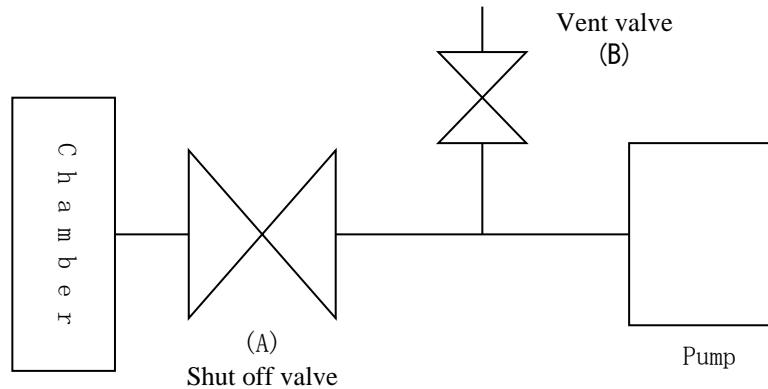 Vent valve
(B)
Chamber
(A)
Shut off valve
Pump